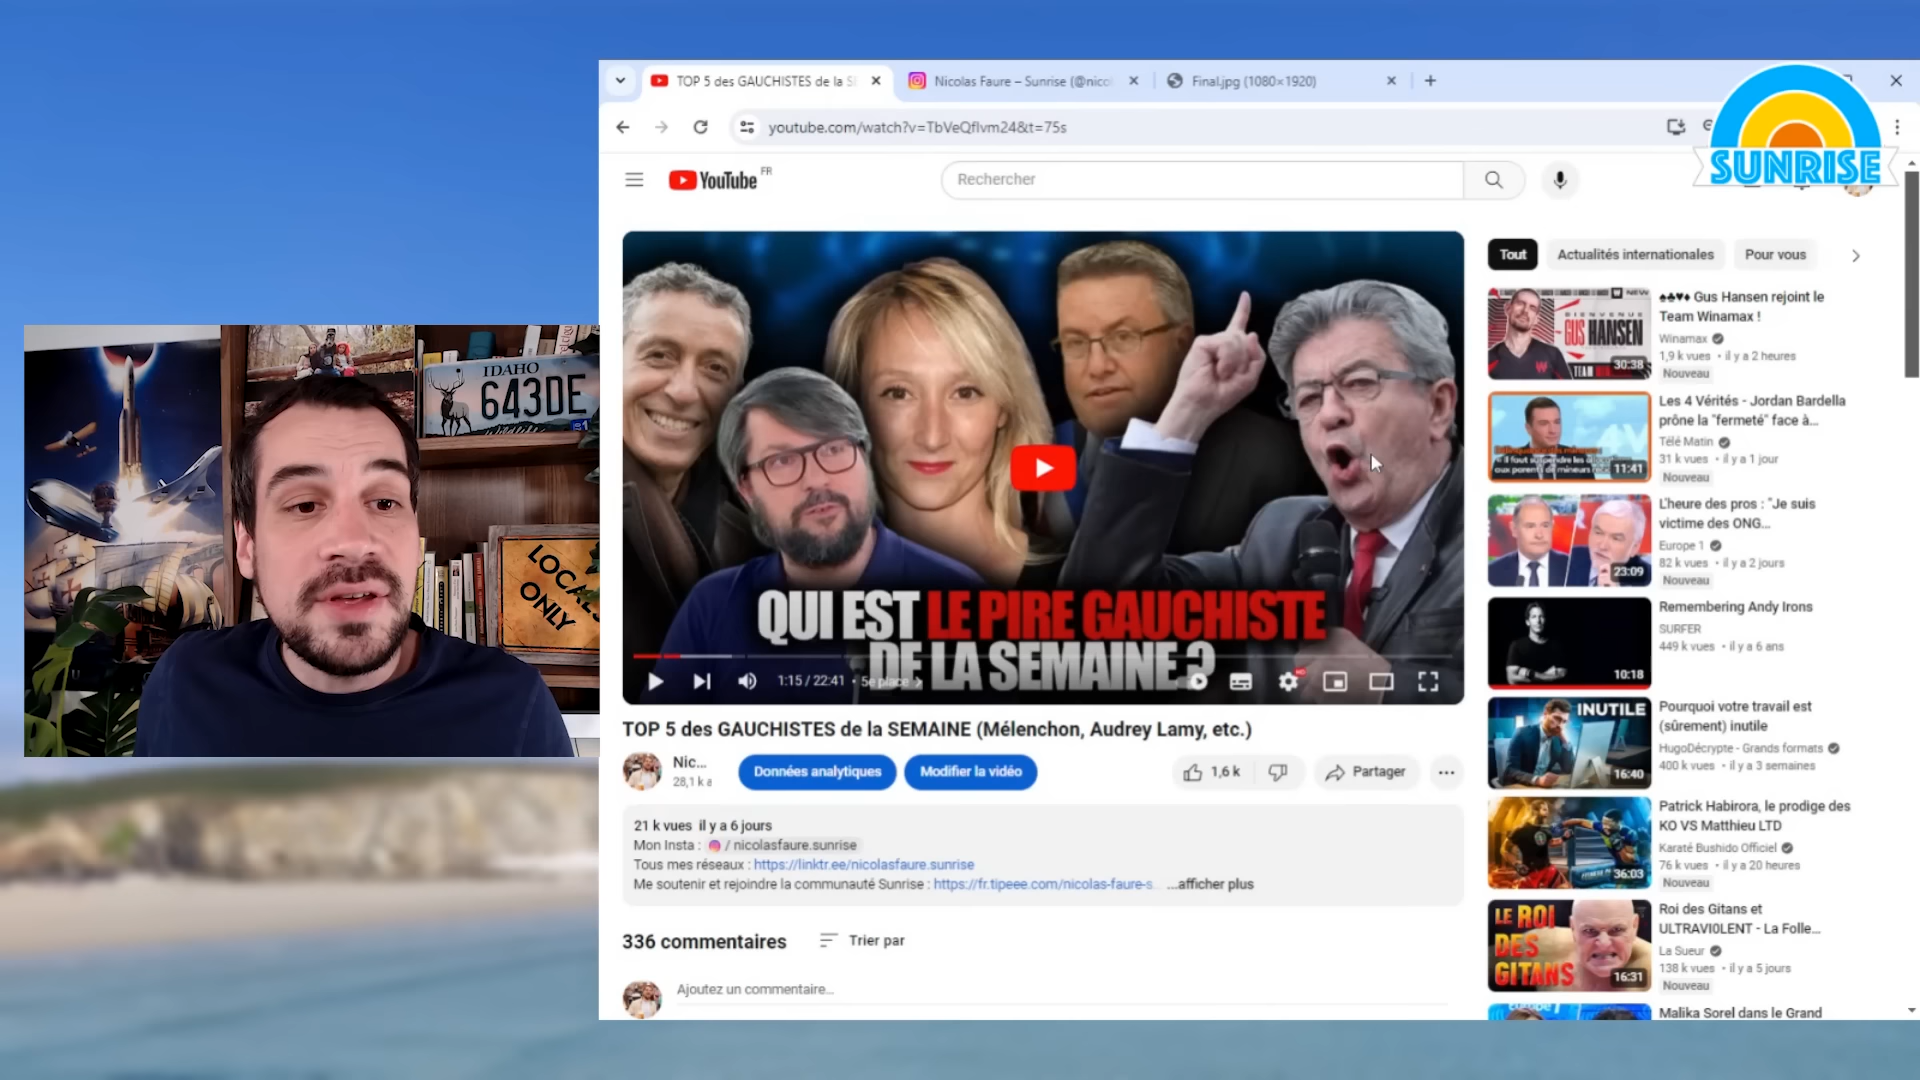 TOP 5 des GAUCHISTES de la S
Nicolas Faure – Sunrise (@nico
Final.jpg (1080×1920)
youtube.com/watch?v=TbVeQfIvm24&t=75s
SUNRISE
YouTube FR
Rechercher
IDAHO
643DE
LOCALS
ONLY
QUI EST LE PIRE GAUCHISTE
DE LA SEMAINE ?
1:15 / 22:41 • 5e place
TOP 5 des GAUCHISTES de la SEMAINE (Mélenchon, Audrey Lamy, etc.)
Nic...
28,1 k a
Données analytiques
Modifier la vidéo
1,6 k
Partager
21 k vues il y a 6 jours
Mon Insta : / nicolasfaure.sunrise
Tous mes réseaux : https://linktr.ee/nicolasfaure.sunrise
Me soutenir et rejoindre la communauté Sunrise : https://fr.tipeee.com/nicolas-faure-s... ...afficher plus
336 commentaires
Trier par
Ajoutez un commentaire...
Tout
Actualités internationales
Pour vous
BIENVENUE
GUS HANSEN
TEAM
30:38
♠♣♥♦ Gus Hansen rejoint le
Team Winamax !
Winamax
1,9 k vues • il y a 2 heures
Nouveau
11:41
Les 4 Vérités - Jordan Bardella
prône la "fermeté" face à...
Télé Matin
31 k vues • il y a 1 jour
Nouveau
23:09
L'heure des pros : "Je suis
victime des ONG...
Europe 1
82 k vues • il y a 2 jours
Nouveau
10:18
Remembering Andy Irons
SURFER
449 k vues • il y a 6 ans
INUTILE
16:40
Pourquoi votre travail est
(sûrement) inutile
HugoDécrypte - Grands formats
400 k vues • il y a 3 semaines
36:03
Patrick Habirora, le prodige des
KO VS Matthieu LTD
Karaté Bushido Officiel
76 k vues • il y a 20 heures
Nouveau
LE ROI
DES
GITANS
16:31
Roi des Gitans et
ULTRAVI0LENT - La Folle...
La Sueur
138 k vues • il y a 5 jours
Nouveau
Malika Sorel dans le Grand